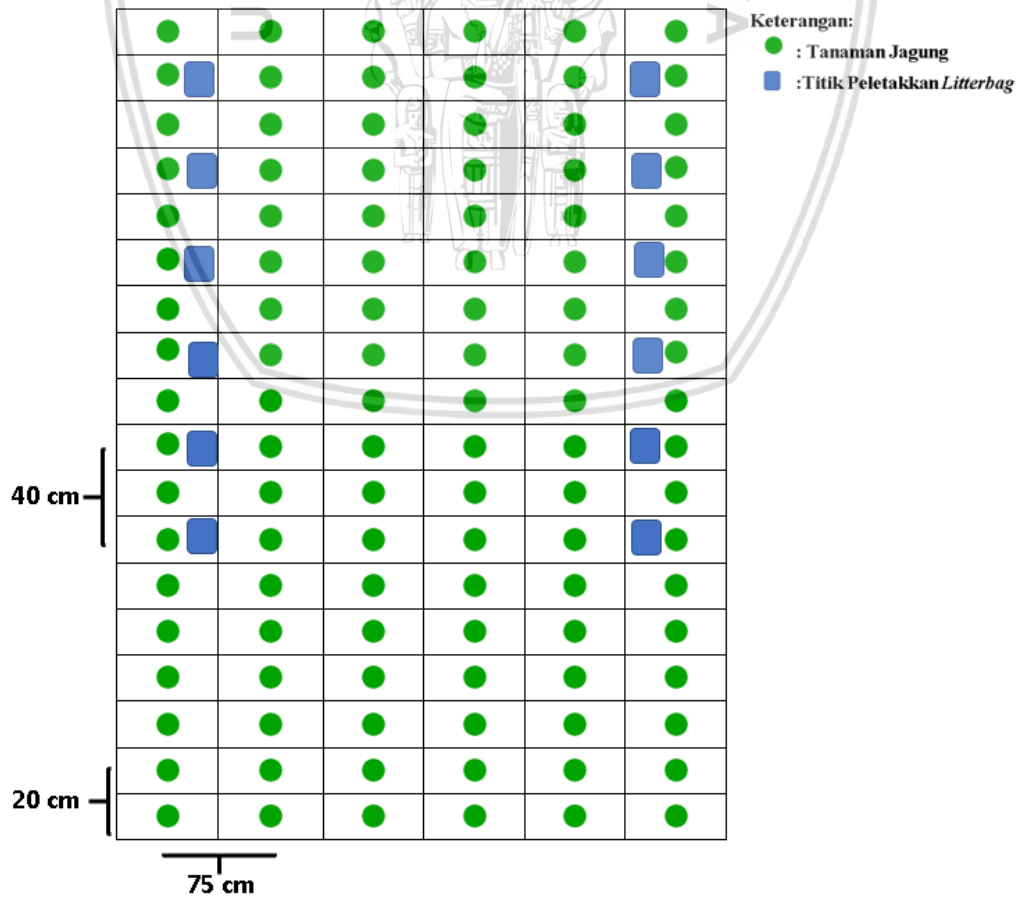 U
A
Keterangan:
: Tanaman Jagung
:Titik Peletakkan Litterbag
40 cm
20 cm
75 cm